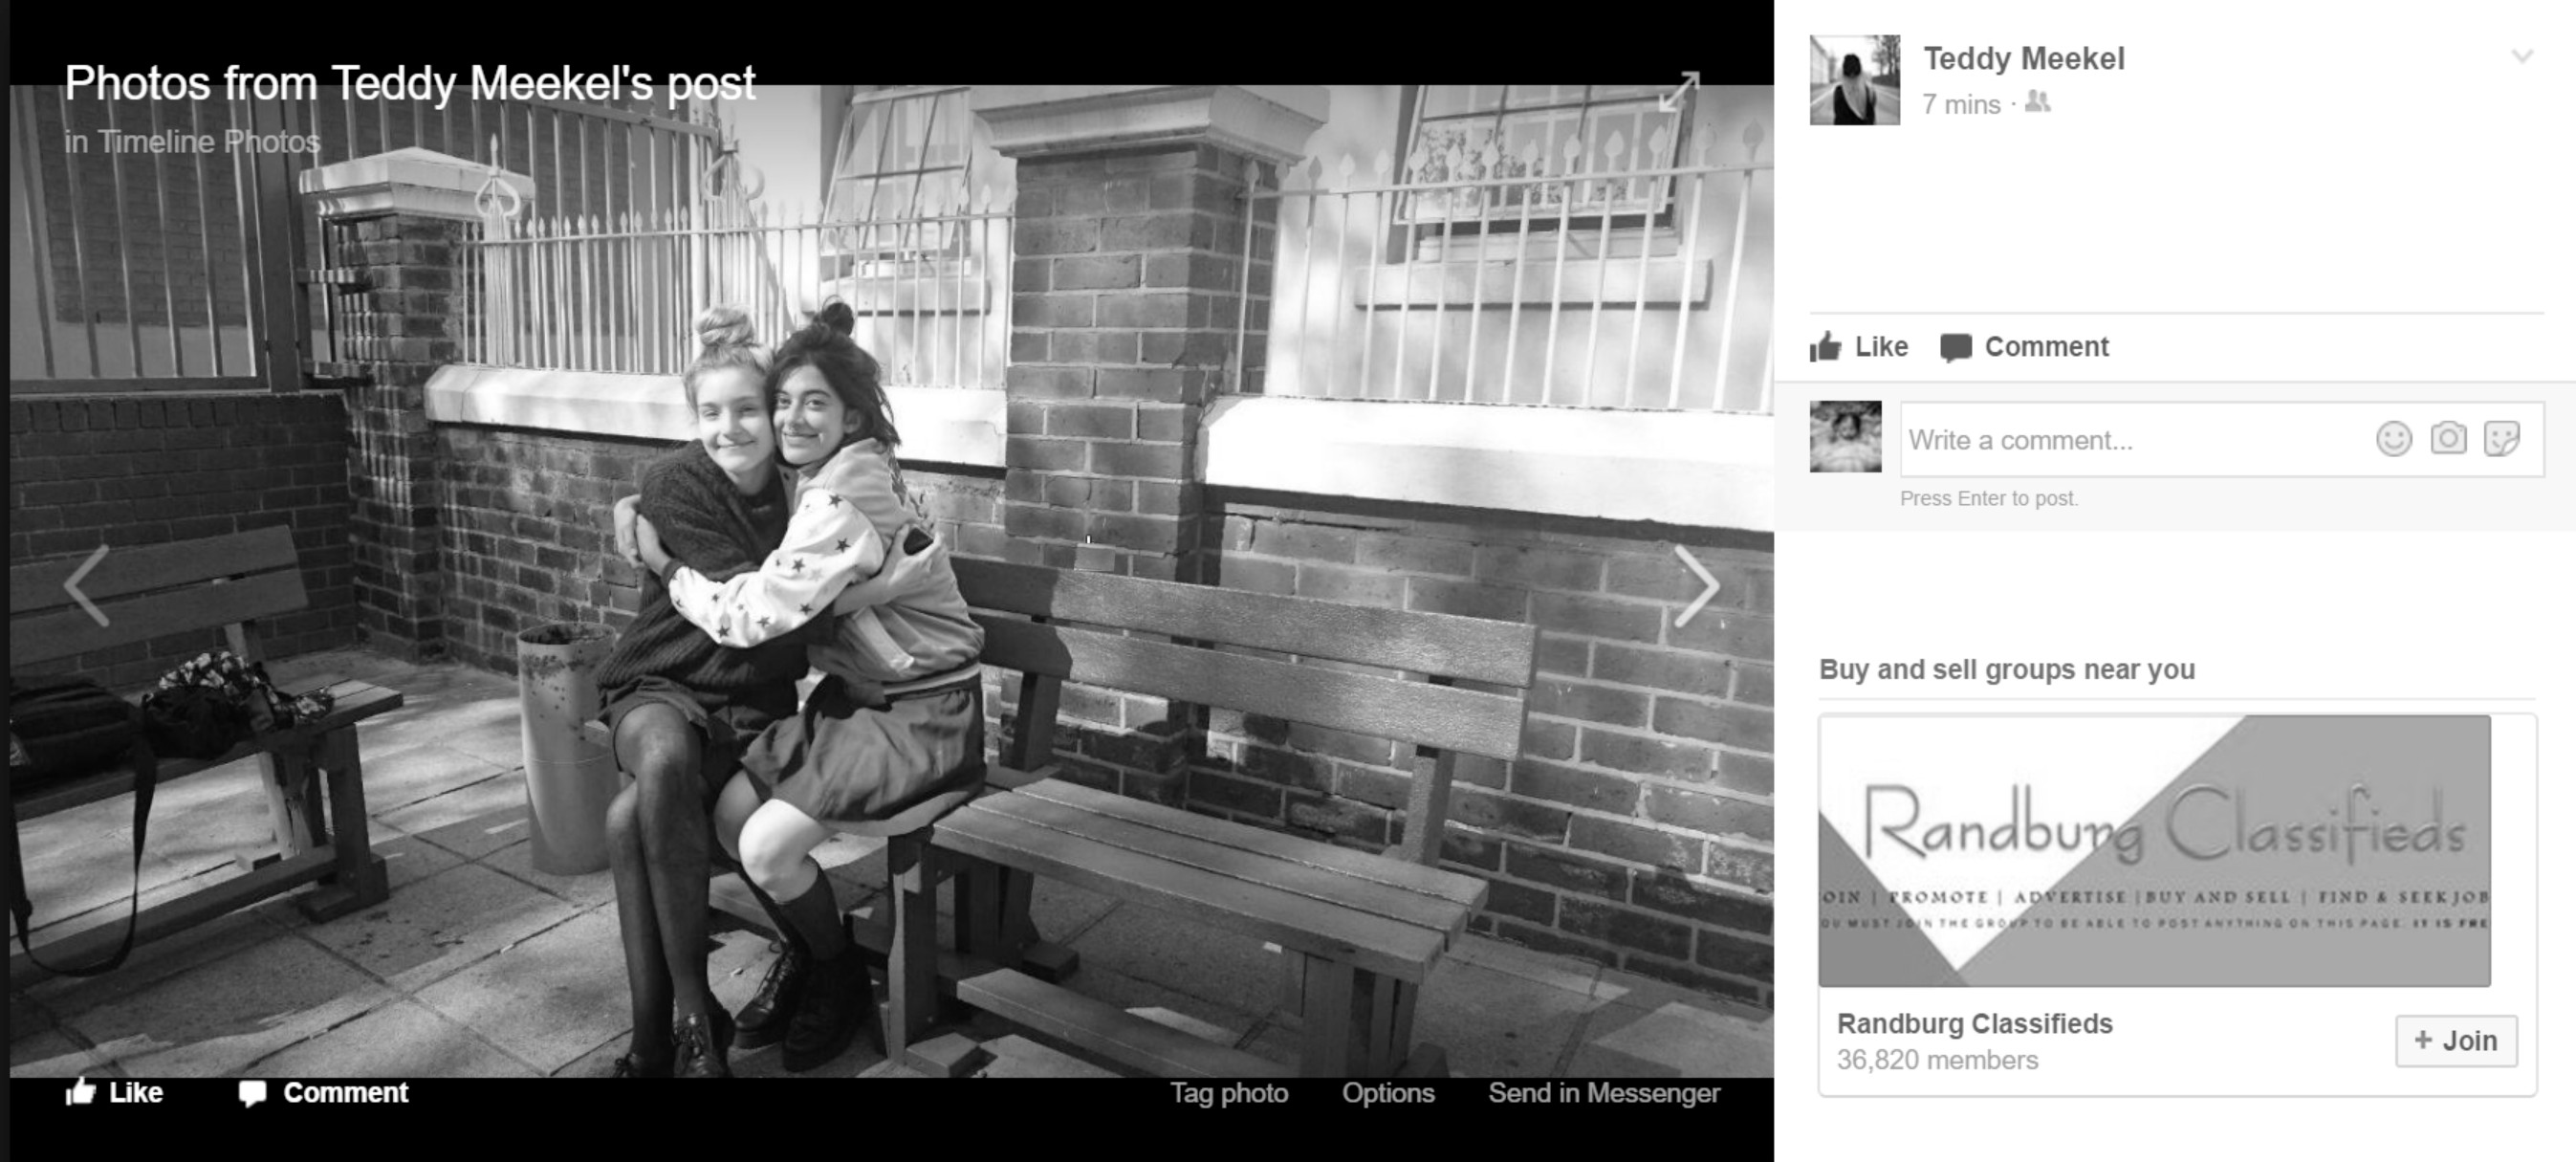 Photos from Teddy Meekel's post
in Timeline Photos
Like
Comment
Tag photo
Options
Send in Messenger
Teddy Meekel
7 mins ·
Like
Comment
Write a comment...
Press Enter to post.
Buy and sell groups near you
Randburg Classifieds
OIN | PROMOTE | ADVERTISE | BUY AND SELL | FIND & SEEK JOB
OU MUST JOIN THE GROUP TO BE ABLE TO POST ANYTHING ON THIS PAGE. IT IS FRE
Randburg Classifieds
36,820 members
+ Join